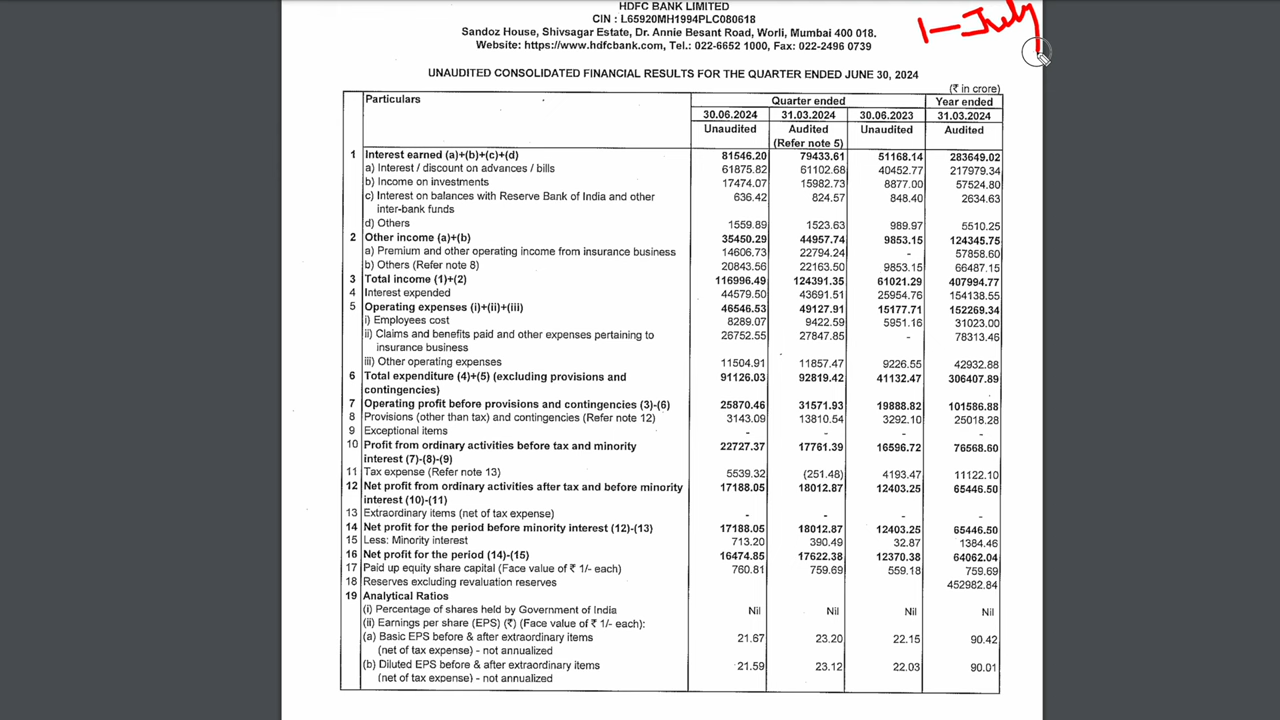 HDFC BANK LIMITED
CIN : L65920MH1994PLC080618
Sandoz House, Shivsagar Estate, Dr. Annie Besant Road, Worli, Mumbai 400 018.
Website: https://www.hdfcbank.com, Tel.: 022-6652 1000, Fax: 022-2496 0739
1-July
UNAUDITED CONSOLIDATED FINANCIAL RESULTS FOR THE QUARTER ENDED JUNE 30, 2024
(₹ in crore)
Particulars Quarter ended Year ended
30.06.2024 31.03.2024 30.06.2023 31.03.2024
Unaudited Audited Unaudited Audited
(Refer note 5)
1 Interest earned (a)+(b)+(c)+(d) 81546.20 79433.61 51168.14 283649.02
a) Interest / discount on advances / bills 61875.82 61102.68 40452.77 217979.34
b) Income on investments 17474.07 15982.73 8877.00 57524.80
c) Interest on balances with Reserve Bank of India and other 636.42 824.57 848.40 2634.63
inter-bank funds
d) Others 1559.89 1523.63 989.97 5510.25
2 Other income (a)+(b) 35450.29 44957.74 9853.15 124345.75
a) Premium and other operating income from insurance business 14606.73 22794.24 - 57858.60
b) Others (Refer note 8) 20843.56 22163.50 9853.15 66487.15
3 Total income (1)+(2) 116996.49 124391.35 61021.29 407994.77
4 Interest expended 44579.50 43691.51 25954.76 154138.55
5 Operating expenses (i)+(ii)+(iii) 46546.53 49127.91 15177.71 152269.34
i) Employees cost 8289.07 9422.59 5951.16 31023.00
ii) Claims and benefits paid and other expenses pertaining to 26752.55 27847.85 - 78313.46
insurance business
iii) Other operating expenses 11504.91 11857.47 9226.55 42932.88
6 Total expenditure (4)+(5) (excluding provisions and 91126.03 92819.42 41132.47 306407.89
contingencies)
7 Operating profit before provisions and contingencies (3)-(6) 25870.46 31571.93 19888.82 101586.88
8 Provisions (other than tax) and contingencies (Refer note 12) 3143.09 13810.54 3292.10 25018.28
9 Exceptional items - - - -
10 Profit from ordinary activities before tax and minority 22727.37 17761.39 16596.72 76568.60
interest (7)-(8)-(9)
11 Tax expense (Refer note 13) 5539.32 (251.48) 4193.47 11122.10
12 Net profit from ordinary activities after tax and before minority 17188.05 18012.87 12403.25 65446.50
interest (10)-(11)
13 Extraordinary items (net of tax expense) - - - -
14 Net profit for the period before minority interest (12)-(13) 17188.05 18012.87 12403.25 65446.50
15 Less: Minority interest 713.20 390.49 32.87 1384.46
16 Net profit for the period (14)-(15) 16474.85 17622.38 12370.38 64062.04
17 Paid up equity share capital (Face value of ₹ 1/- each) 760.81 759.69 559.18 759.69
18 Reserves excluding revaluation reserves 452982.84
19 Analytical Ratios
(i) Percentage of shares held by Government of India Nil Nil Nil Nil
(ii) Earnings per share (EPS) (₹) (Face value of ₹ 1/- each):
(a) Basic EPS before & after extraordinary items 21.67 23.20 22.15 90.42
(net of tax expense) - not annualized
(b) Diluted EPS before & after extraordinary items 21.59 23.12 22.03 90.01
(net of tax expense) - not annualized